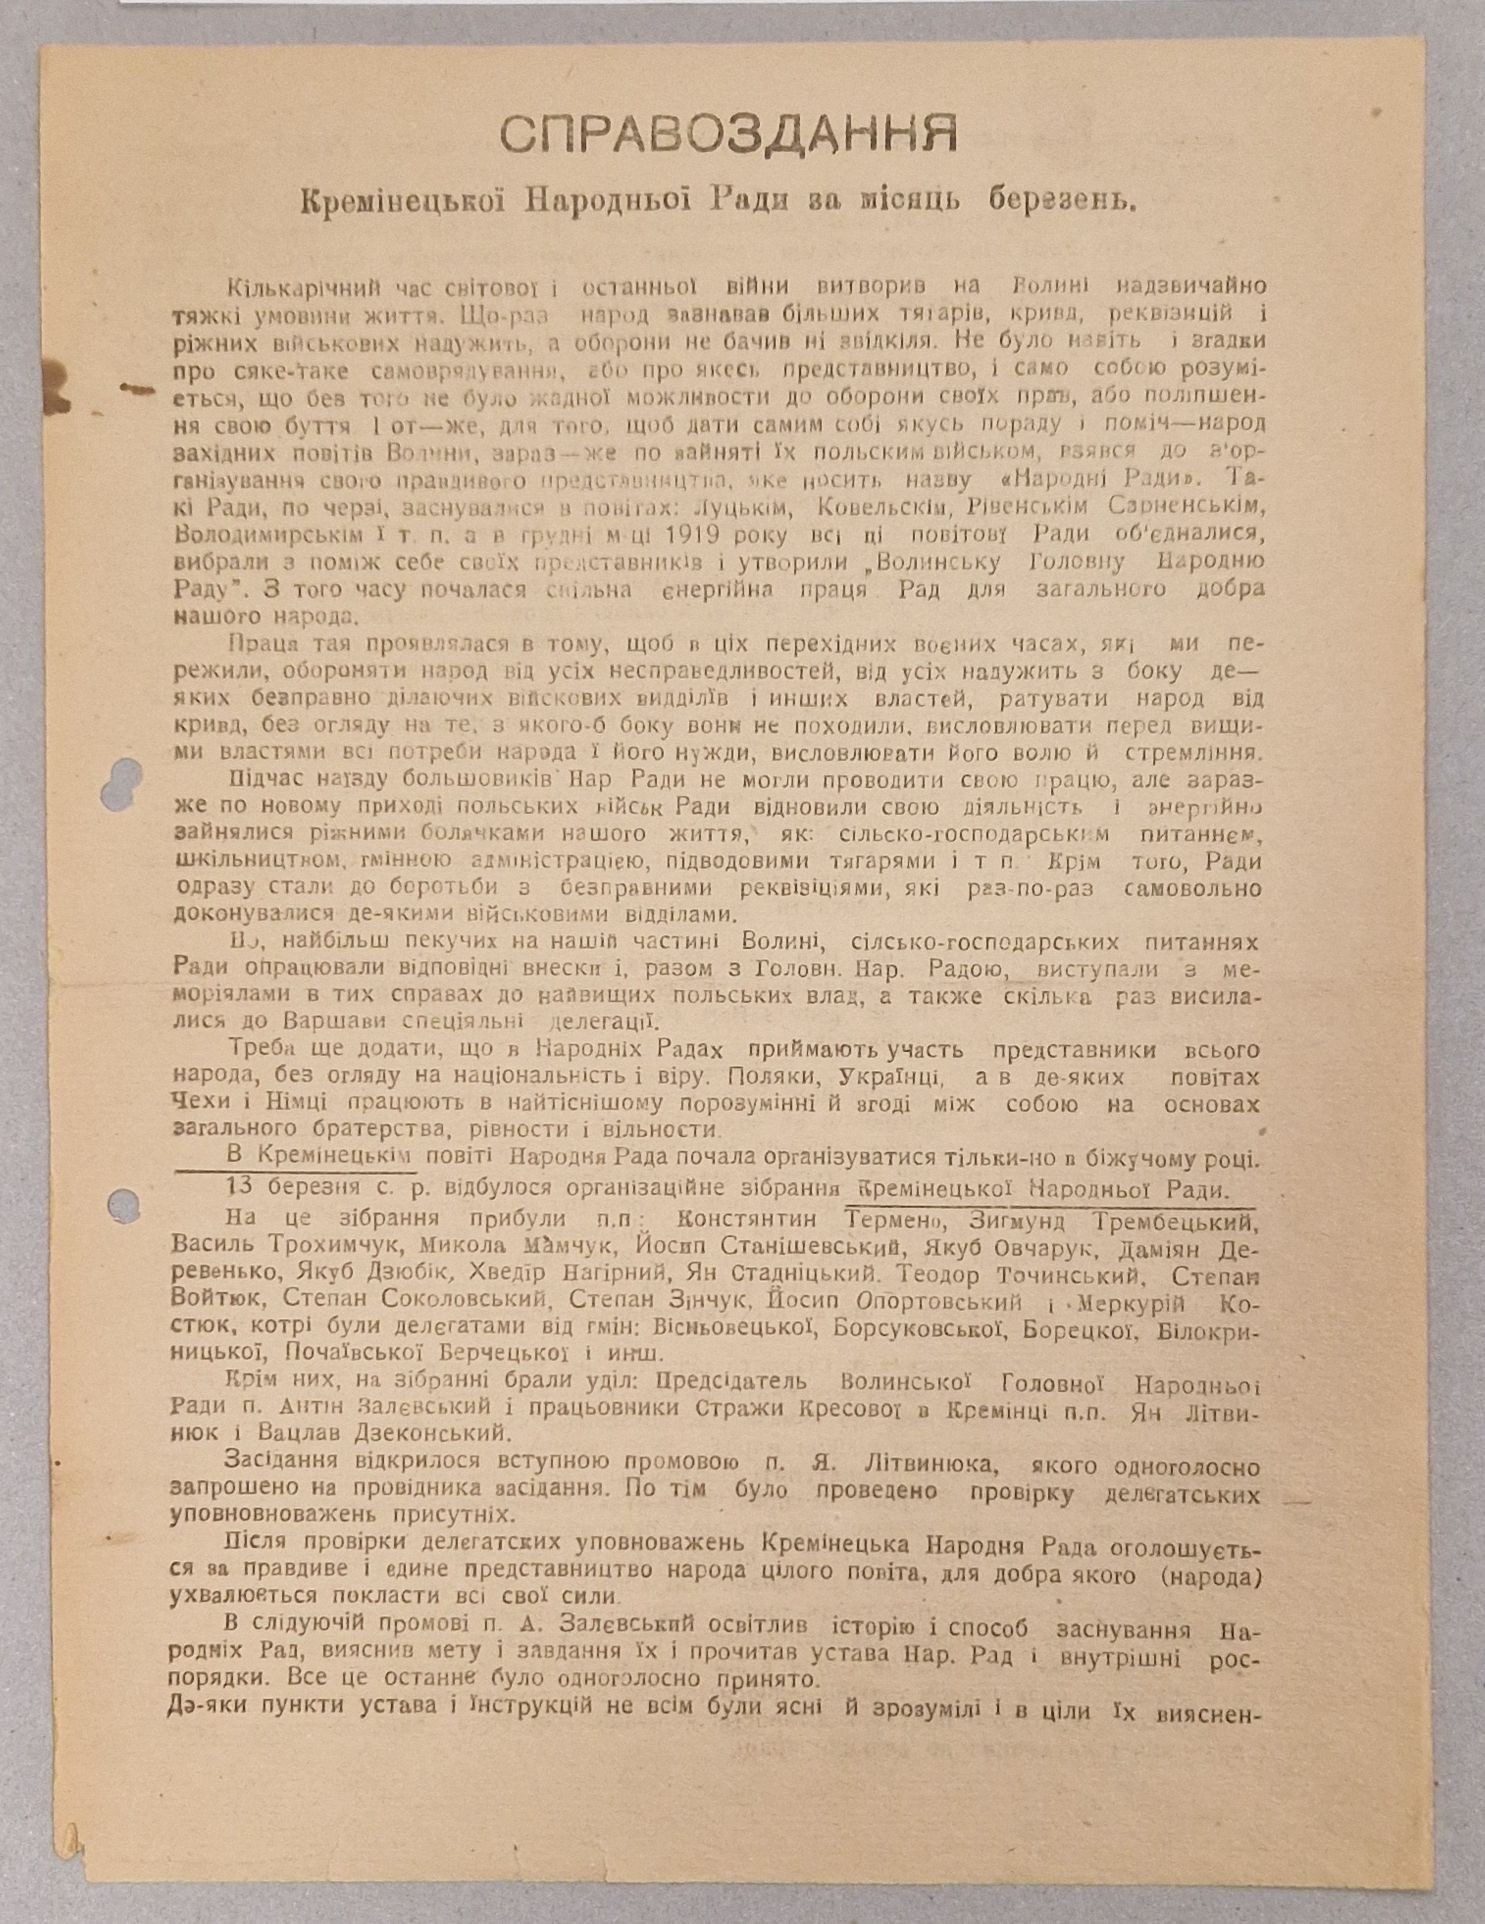 СПРАВОЗДАННЯ
Кремінецької Народньої Ради за місяць березень.
Кількарічний час світової і останньої війни витворив на Волині надзвичайно
тяжкі умовини життя. Що-раз народ зазнавав більших тягарів, кривд, реквізицій і
ріжних військових надужить, а оборони не бачив ні звідкіля. Не було навіть і згадки
про сяке-таке самоврядування, або про якесь представництво, і само собою розумі-
еться, що без того не було жадної можливости до оборони своїх прав, або поліпшен-
ня свою буття І от—же, для того, щоб дати самим собі якусь пораду і поміч—народ
західних повітів Волини, зараз—же по зайняті їх польским військом, взявся до з'ор-
ганізування свого правдивого представництва, яке носить назву «Народні Ради». Та-
кі Ради, по черзі, заснувалися в повітах: Луцькім, Ковельскім, Рівенськім Сарненськім,
Володимирськім ї т. п. а в грудні м-ці 1919 року всі ці повітові Ради об'єдналися,
вибрали з поміж себе своїх представників і утворили „Волинську Головну Народню
Раду". З того часу почалася спільна єнергійна праця Рад для загального добра
нашого народа.
Праця тая проявлялася в тому, щоб в ціх перехідних воєних часах, які ми пе-
режили, обороняти народ від усіх несправедливостей, від усіх надужить з боку де—
яких безправно ділаючих війскових видділїв і инших властей, ратувати народ від
кривд, без огляду на те, з якого-б боку вони не походили, висловлювати перед вищи-
ми властями всі потреби народа ї його нужди, висловлювати його волю й стремління.
Підчас наїзду большовиків Нар Ради не могли проводити свою працю, але зараз-
же по новому приході польських військ Ради відновили свою діяльність і энергійно
зайнялися ріжними болячками нашого життя, як: сільско-господарським питаннєм,
шкільництвом, гмінною адміністрацією, підводовими тягарями і т п. Крім того, Ради
одразу стали до боротьби з безправними реквізіціями, які раз-по-раз самовольно
доконувалися де-якими військовими відділами.
По, найбільш пекучих на нашій частині Волині, сілсько-господарських питаннях
Ради опрацювали відповідні внески і, разом з Головн. Нар. Радою, виступали з ме-
моріялами в тих справах до найвищих польських влад, а также скілька раз висила-
лися до Варшави спеціяльні делегації.
Треба ще додати, що в Народніх Радах приймають участь представники всього
народа, без огляду на національність і віру. Поляки, Українці, а в де-яких повітах
Чехи і Німці працюють в найтіснішому порозумінні й згоді між собою на основах
загального братерства, рівности і вільности.
В Кремінецькім повіті Народня Рада почала організуватися тільки-но в біжучому році.
13 березня с. р. відбулося організаційне зібрання Кремінецької Народньої Ради.
На це зібрання прибули п.п: Констянтин Термено, Зигмунд Трембецький,
Василь Трохимчук, Микола Мамчук, Йосип Станішевський, Якуб Овчарук, Даміян Де-
ревенько, Якуб Дзюбік, Хведїр Нагірний, Ян Стадніцький. Теодор Точинський, Степан
Войтюк, Степан Соколовський, Степан Зінчук, Йосип Опортовський і Меркурій Ко-
стюк, котрі були делєгатами від гмін: Вісньовецької, Борсуковської, Борецкої, Білокри-
ницької, Почаївської Берчецької і инш.
Крім них, на зібранні брали уділ: Предсідатель Волинської Головної Народньої
Ради п. Антін Залєвський і працьовники Стражи Кресової в Кремінці п.п. Ян Літви-
нюк і Вацлав Дзеконський.
Засідання відкрилося вступною промовою п. Я. Літвинюка, якого одноголосно
запрошено на провідника засідання. По тім було проведено провірку делєгатських
уповновноважень присутніх.
Після провірки делегатских уповноважень Кремінецька Народня Рада оголошуєть-
ся за правдиве і едине представництво народа цілого повіта, для добра якого (народа)
ухвалюеться покласти всі свої сили.
В слідуючій промові п. А. Залєвський освітлив історію і способ заснування На-
родніх Рад, вияснив мету і завдання їх і прочитав устава Нар. Рад і внутрішні рос-
порядки. Все це останне було одноголосно принято.
Де-яки пункти устава і їнструкцій не всім були ясні й зрозумілі і в ціли їх вияснен-